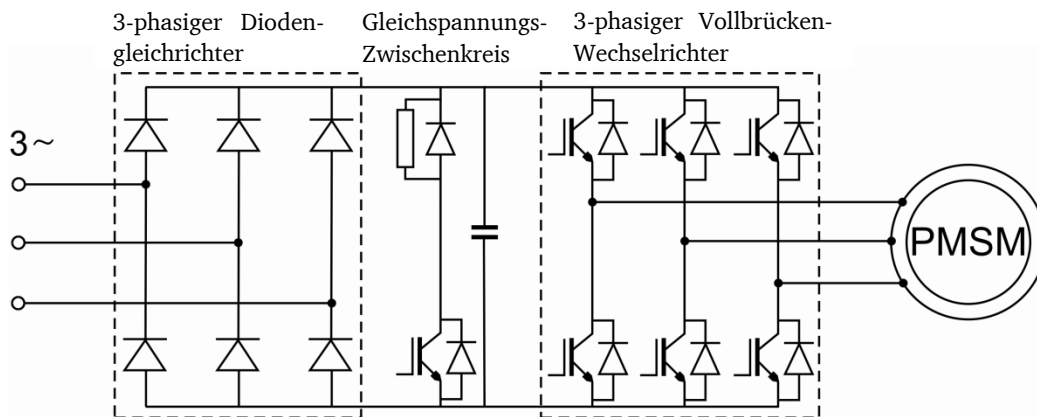 3-phasiger Dioden-
gleichrichter
Gleichspannungs-
Zwischenkreis
3-phasiger Vollbrücken-
Wechselrichter
3~
PMSM